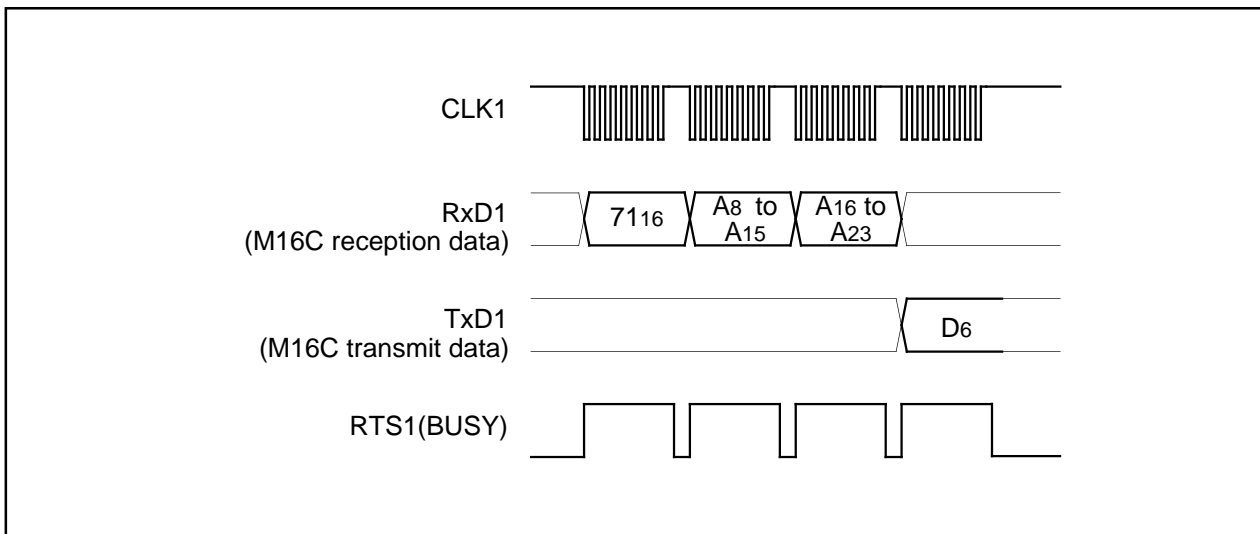 CLK1
RxD1
(M16C reception data)
7116
A8 to
A15
A16 to
A23
TxD1
(M16C transmit data)
D6
RTS1(BUSY)